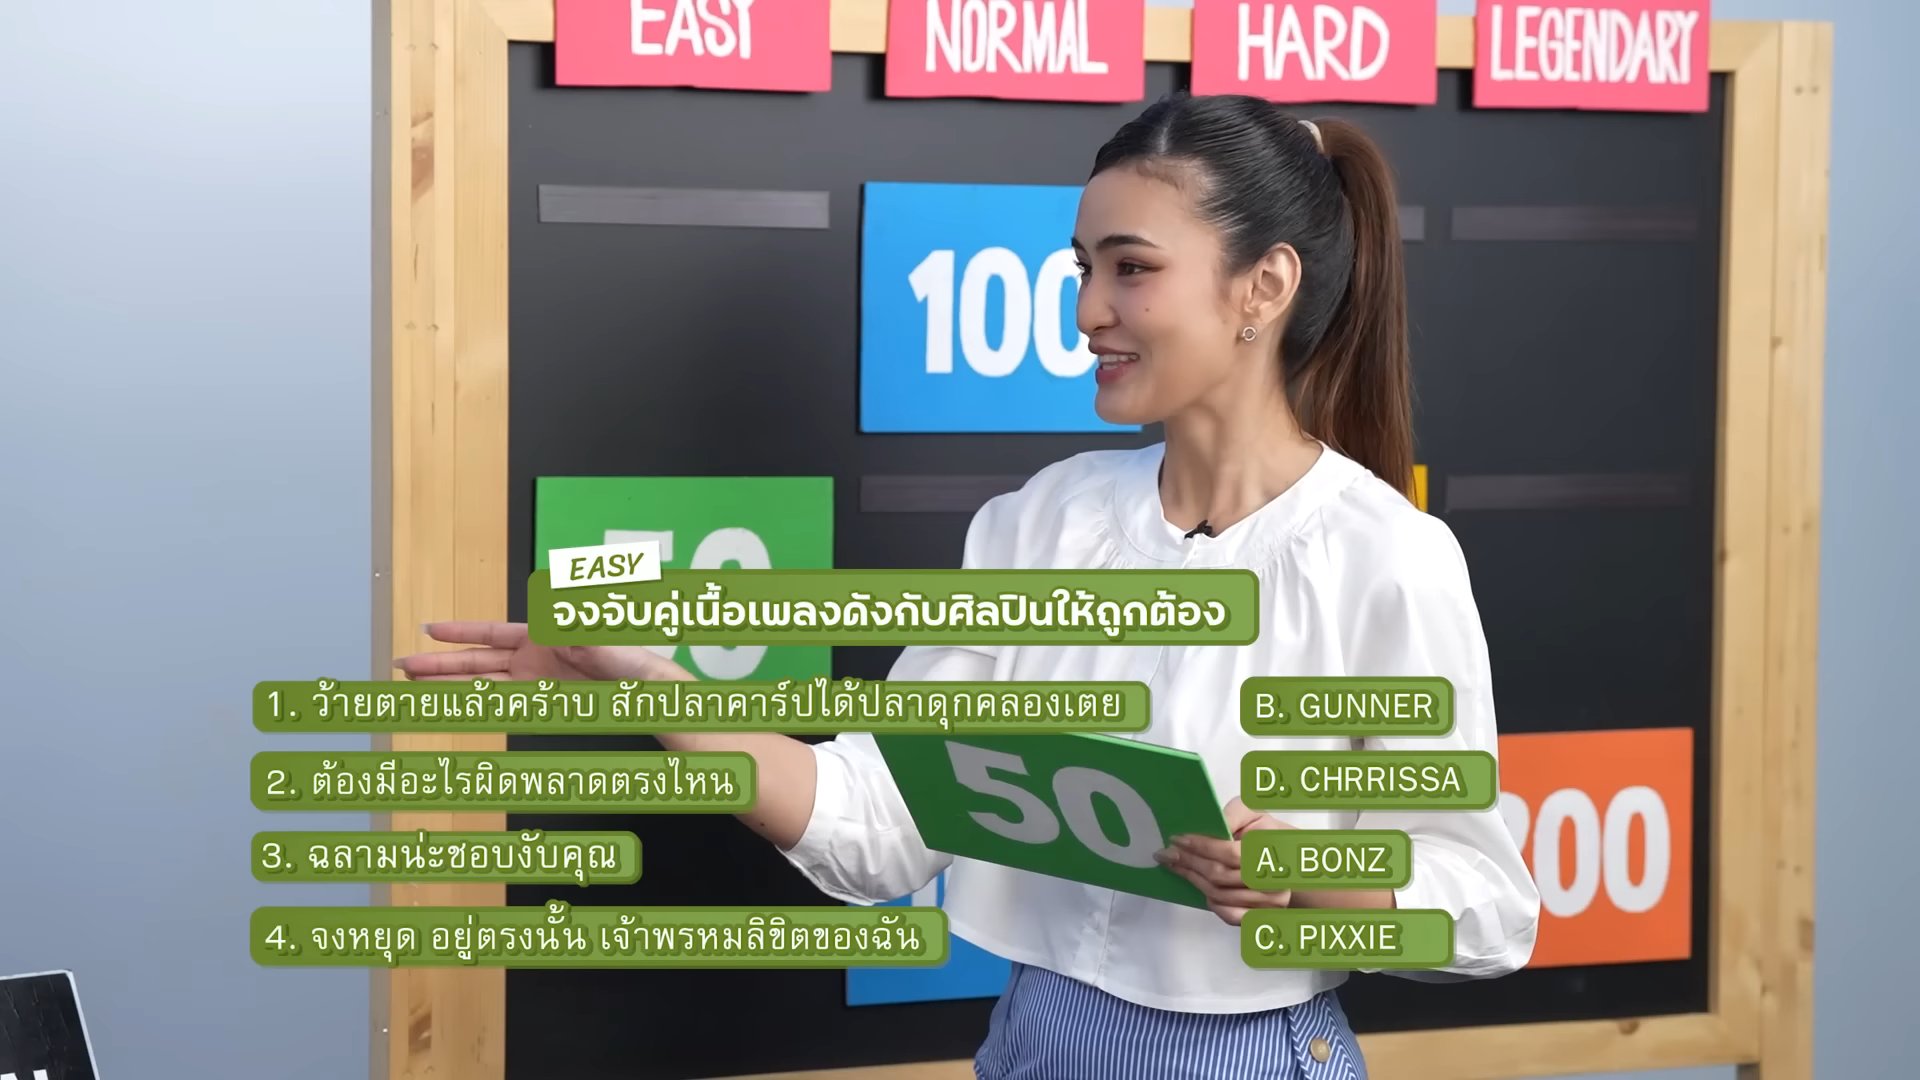 EASY
NORMAL
HARD
LEGENDARY
100
50
EASY
จงจับคู่เนื้อเพลงดังกับศิลปินให้ถูกต้อง
1. ว้ายตายแล้วคร้าบ สักปลาคาร์ปได้ปลาดุกคลองเตย
B. GUNNER
2. ต้องมีอะไรผิดพลาดตรงไหน
D. CHRRISSA
50
200
3. ฉลามน่ะชอบงับคุณ
A. BONZ
4. จงหยุด อยู่ตรงนั้น เจ้าพรหมลิขิตของฉัน
C. PIXXIE